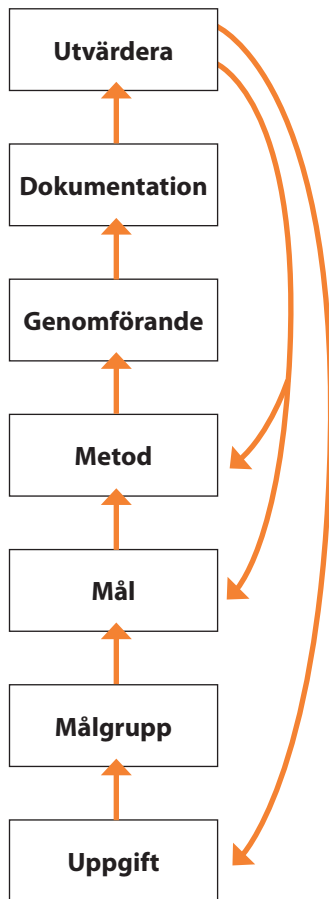 Utvärdera
Dokumentation
Genomförande
Metod
Mål
Målgrupp
Uppgift